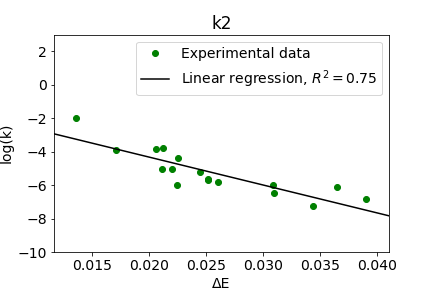 k2
2
0
−2
−4
−6
−8
−10
log(k)
Experimental data
Linear regression, $R^2 = 0.75$
0.015 0.020 0.025 0.030 0.035 0.040
ΔE